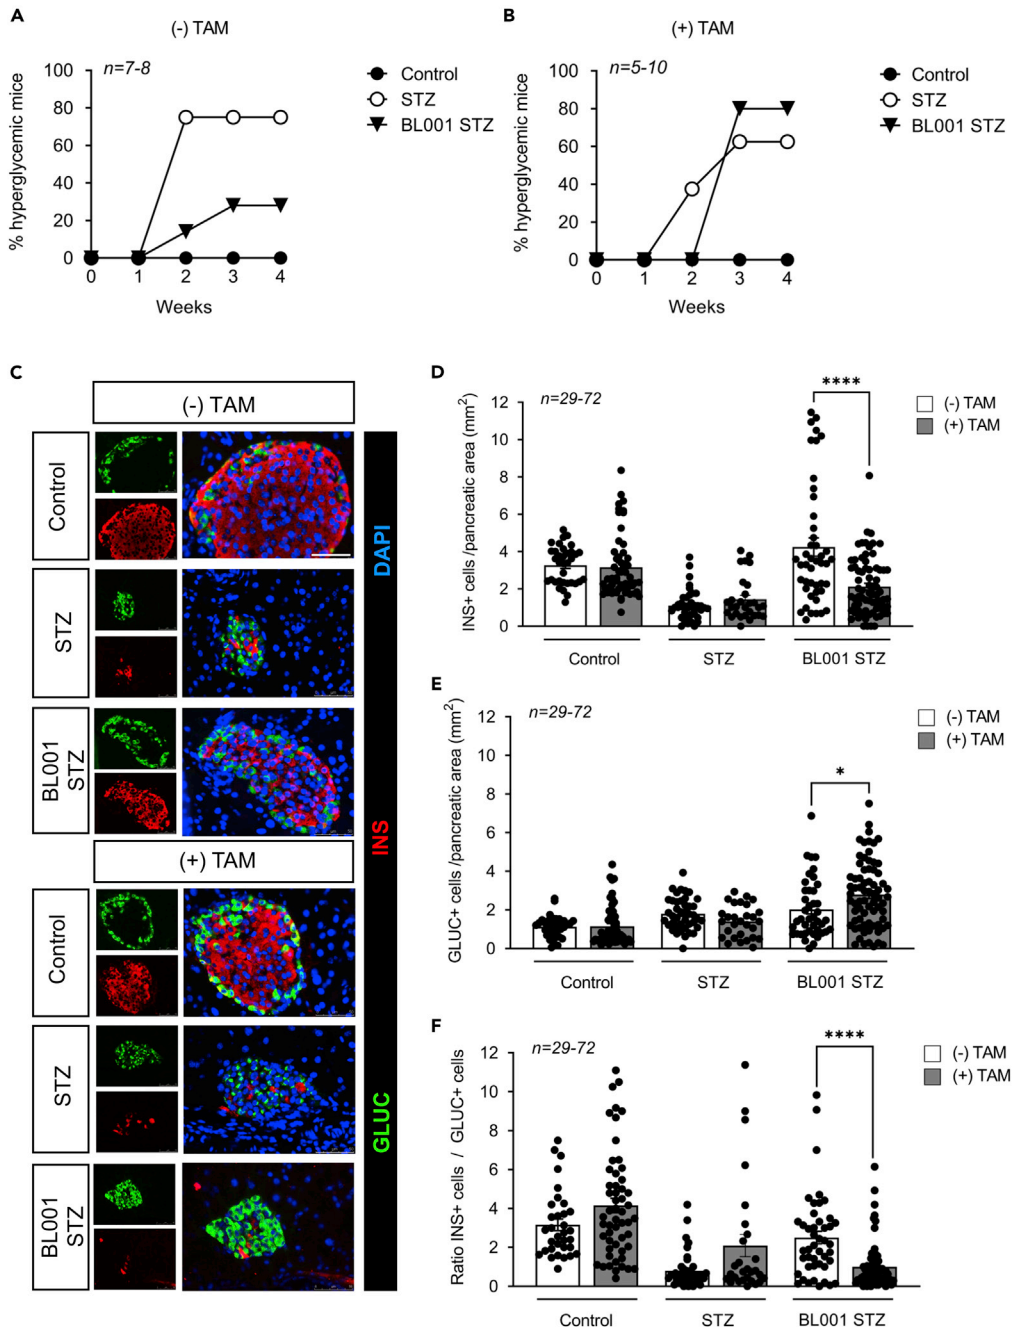 A
(-) TAM
n=7-8
% hyperglycemic mice
100
80
60
40
20
0
0 1 2 3 4
Weeks
Control
STZ
BL001 STZ
B
(+) TAM
n=5-10
% hyperglycemic mice
100
80
60
40
20
0
0 1 2 3 4
Weeks
Control
STZ
BL001 STZ
C
(-) TAM
Control
STZ
BL001
STZ
(+) TAM
Control
STZ
BL001
STZ
DAPI
INS
GLUC
D
n=29-72
INS+ cells /pancreatic area (mm²)
12
10
8
6
4
2
0
****
Control
STZ
BL001 STZ
(-) TAM
(+) TAM
E
n=29-72
GLUC+ cells /pancreatic area (mm²)
12
10
8
6
4
2
0
*
Control
STZ
BL001 STZ
(-) TAM
(+) TAM
F
n=29-72
Ratio INS+ cells / GLUC+ cells
12
10
8
6
4
2
0
****
Control
STZ
BL001 STZ
(-) TAM
(+) TAM